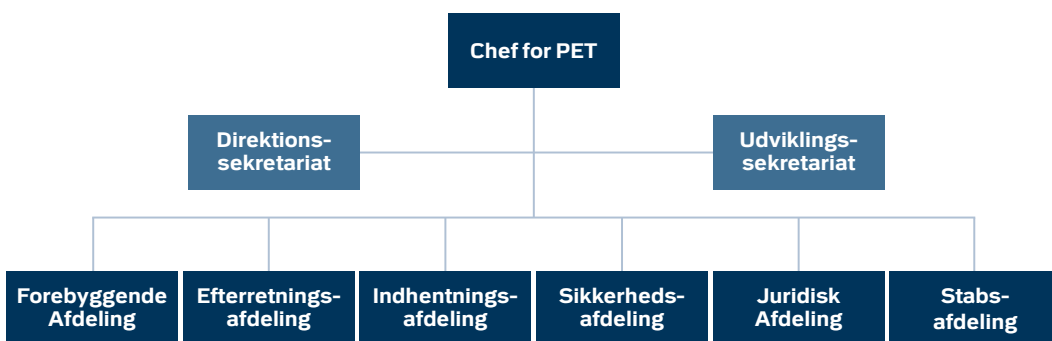 Chef for PET
Direktions-
sekretariat
Udviklings-
sekretariat
Forebyggende
Afdeling
Efterretnings-
afdeling
Indhentnings-
afdeling
Sikkerheds-
afdeling
Juridisk
Afdeling
Stabs-
afdeling